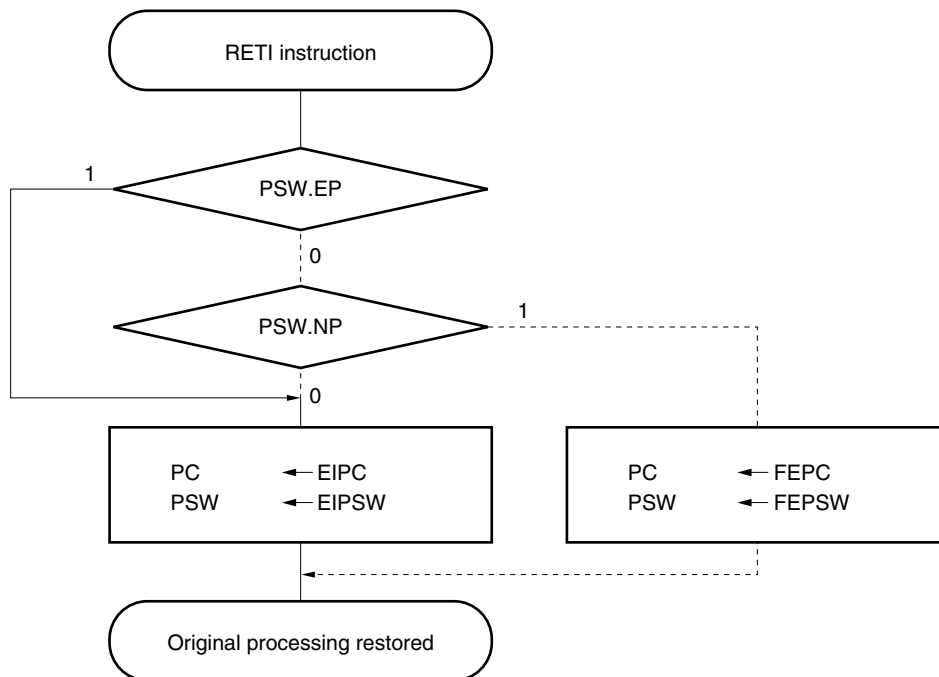 RETI instruction
1
PSW.EP
0
PSW.NP
1
0
PC ← EIPC
PSW ← EIPSW
PC ← FEPC
PSW ← FEPSW
Original processing restored